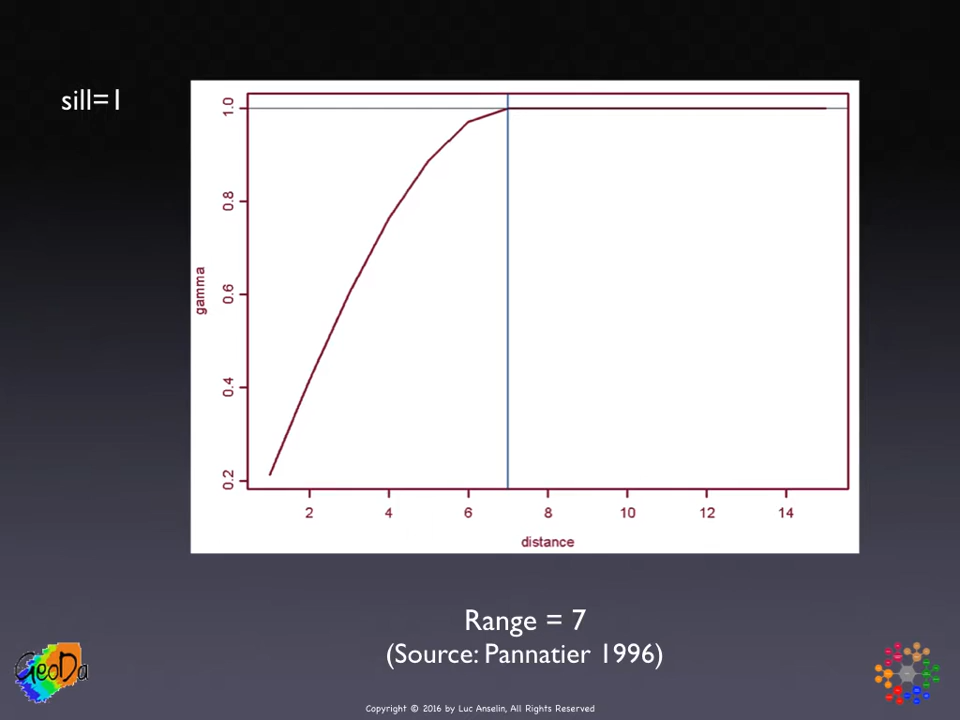 sill=1
1.0
0.8
0.6
0.4
0.2
gamma
2 4 6 8 10 12 14
distance
Range = 7
(Source: Pannatier 1996)
GeoDa
Copyright © 2016 by Luc Anselin, All Rights Reserved